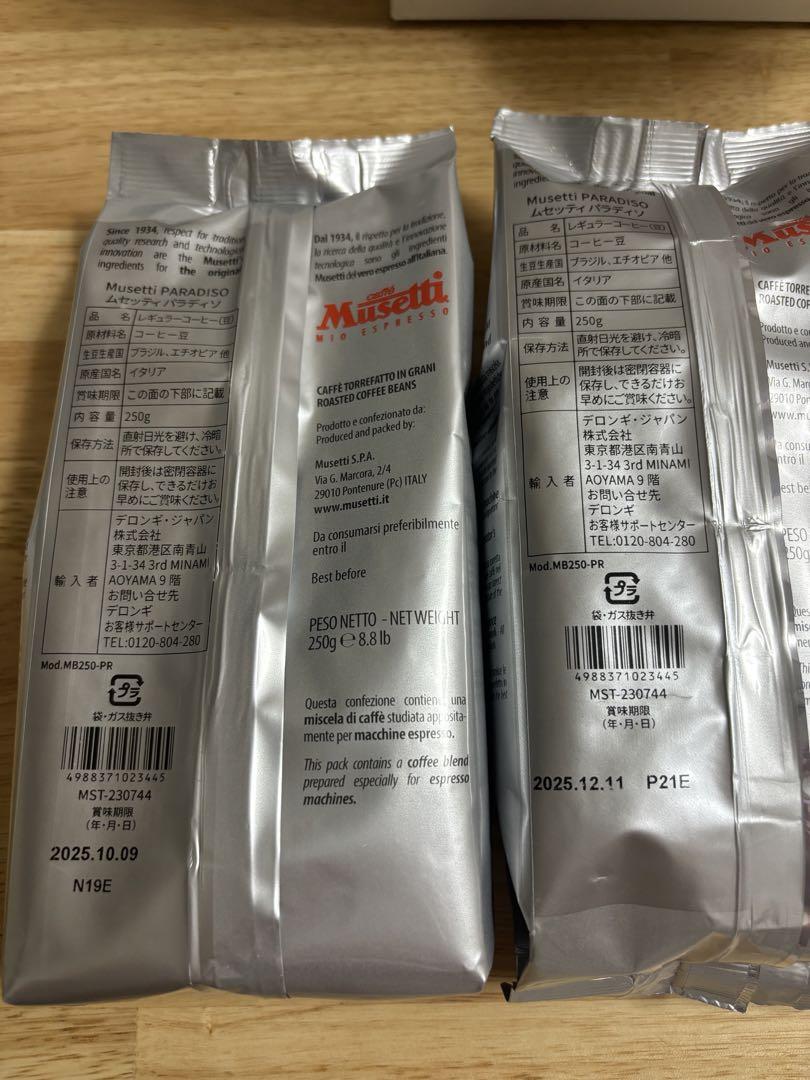 Since 1934, respect for tradition
quality research and technological
innovation are the Musetti's
ingredients for the original
Musetti PARADISO
ムセッティ パラディソ
品 名 レギュラーコーヒー(豆)
原材料名 コーヒー豆
生豆生産国 ブラジル、エチオピア 他
原産国名 イタリア
賞味期限 この面の下部に記載
内 容 量 250g
保存方法 直射日光を避け、冷暗
所で保存してください。
使用上の
注意
開封後は密閉容器に
保存し、できるだけお
早めにご賞味ください。
輸 入 者
デロンギ・ジャパン
株式会社
東京都港区南青山
3-1-34 3rd MINAMI
AOYAMA 9 階
お問い合せ先
デロンギ
お客様サポートセンター
TEL:0120-804-280
Mod.MB250-PR
プラ
袋・ガス抜き弁
4988371023445
MST-230744
賞味期限
(年・月・日)
2025.10.09
N19E
Dal 1934, il rispetto per la tradizione,
la ricerca della qualità e l'innovazione
tecnologica sono gli ingredienti
Musetti del vero espresso all'italiana.
CAFFÈ
Musetti
MIO ESPRESSO
CAFFÈ TORREFATTO IN GRANI
ROASTED COFFEE BEANS
Prodotto e confezionato da:
Produced and packed by:
Musetti S.P.A.
Via G. Marcora, 2/4
29010 Pontenure (Pc) ITALY
www.musetti.it
Da consumarsi preferibilmente
entro il
Best before
PESO NETTO - NET WEIGHT
250g ℮ 8.8 lb
Questa confezione contiene una
miscela di caffè studiata apposita-
mente per macchine espresso.
This pack contains a coffee blend
prepared especially for espresso
machines.
Musetti PARADISO
ムセッティ パラディソ
品 名 レギュラーコーヒー(豆)
原材料名 コーヒー豆
生豆生産国 ブラジル、エチオピア 他
原産国名 イタリア
賞味期限 この面の下部に記載
内 容 量 250g
保存方法 直射日光を避け、冷暗
所で保存してください。
使用上の
注意
開封後は密閉容器に
保存し、できるだけお
早めにご賞味ください。
輸 入 者
デロンギ・ジャパン
株式会社
東京都港区南青山
3-1-34 3rd MINAMI
AOYAMA 9 階
お問い合せ先
デロンギ
お客様サポートセンター
TEL:0120-804-280
Mod.MB250-PR
プラ
袋・ガス抜き弁
4988371023445
MST-230744
賞味期限
(年・月・日)
2025.12.11 P21E
MIO ES
CAFFÈ TORRE
ROASTED COF
Prodotto e co
Produced an
Musetti S.
Via G. Ma
29010 Pon
www.m
PESO
250g